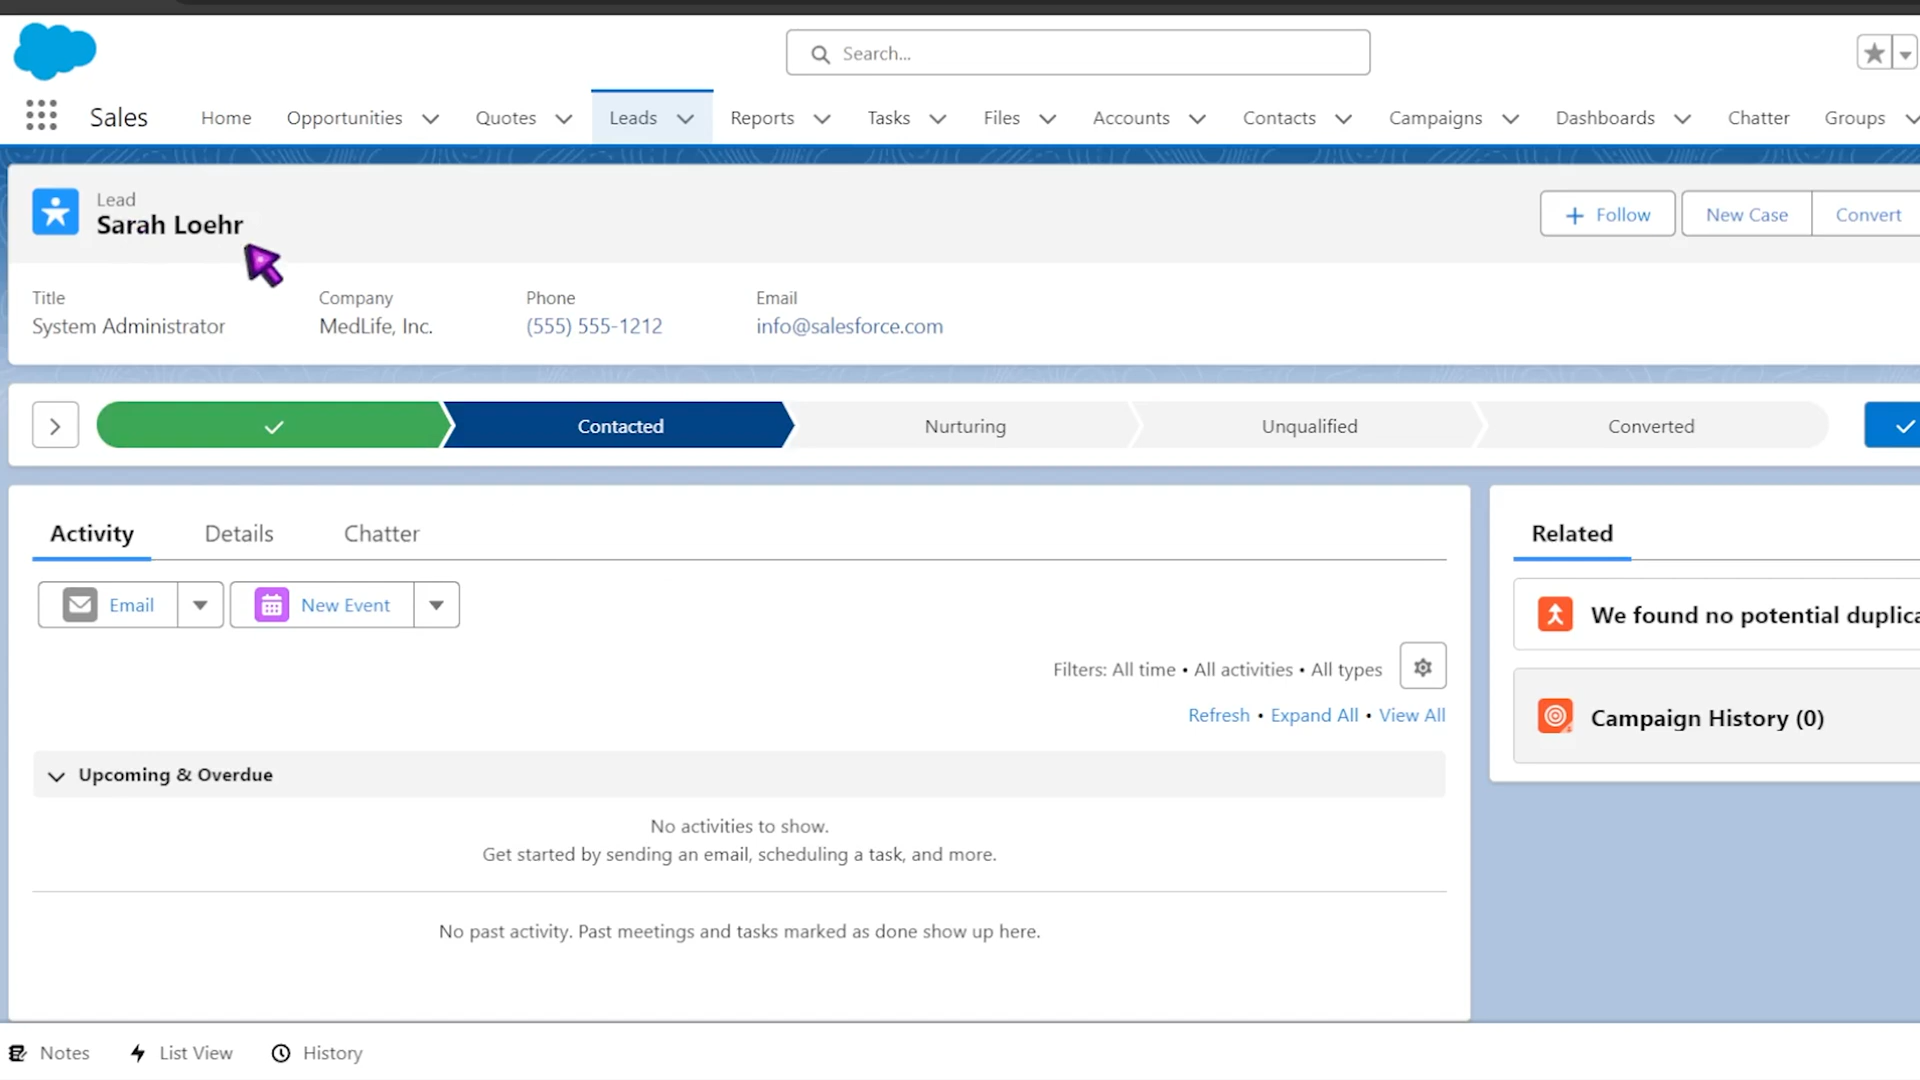 Search...
Sales Home Opportunities Quotes Leads Reports Tasks Files Accounts Contacts Campaigns Dashboards Chatter Groups
Lead
Sarah Loehr
Follow New Case Convert
Title Company Phone Email
System Administrator MedLife, Inc. (555) 555-1212 info@salesforce.com
Contacted Nurturing Unqualified Converted
Activity Details Chatter
Related
Email New Event
We found no potential duplica
Filters: All time • All activities • All types
Refresh • Expand All • View All
Campaign History (0)
Upcoming & Overdue
No activities to show.
Get started by sending an email, scheduling a task, and more.
No past activity. Past meetings and tasks marked as done show up here.
Notes List View History